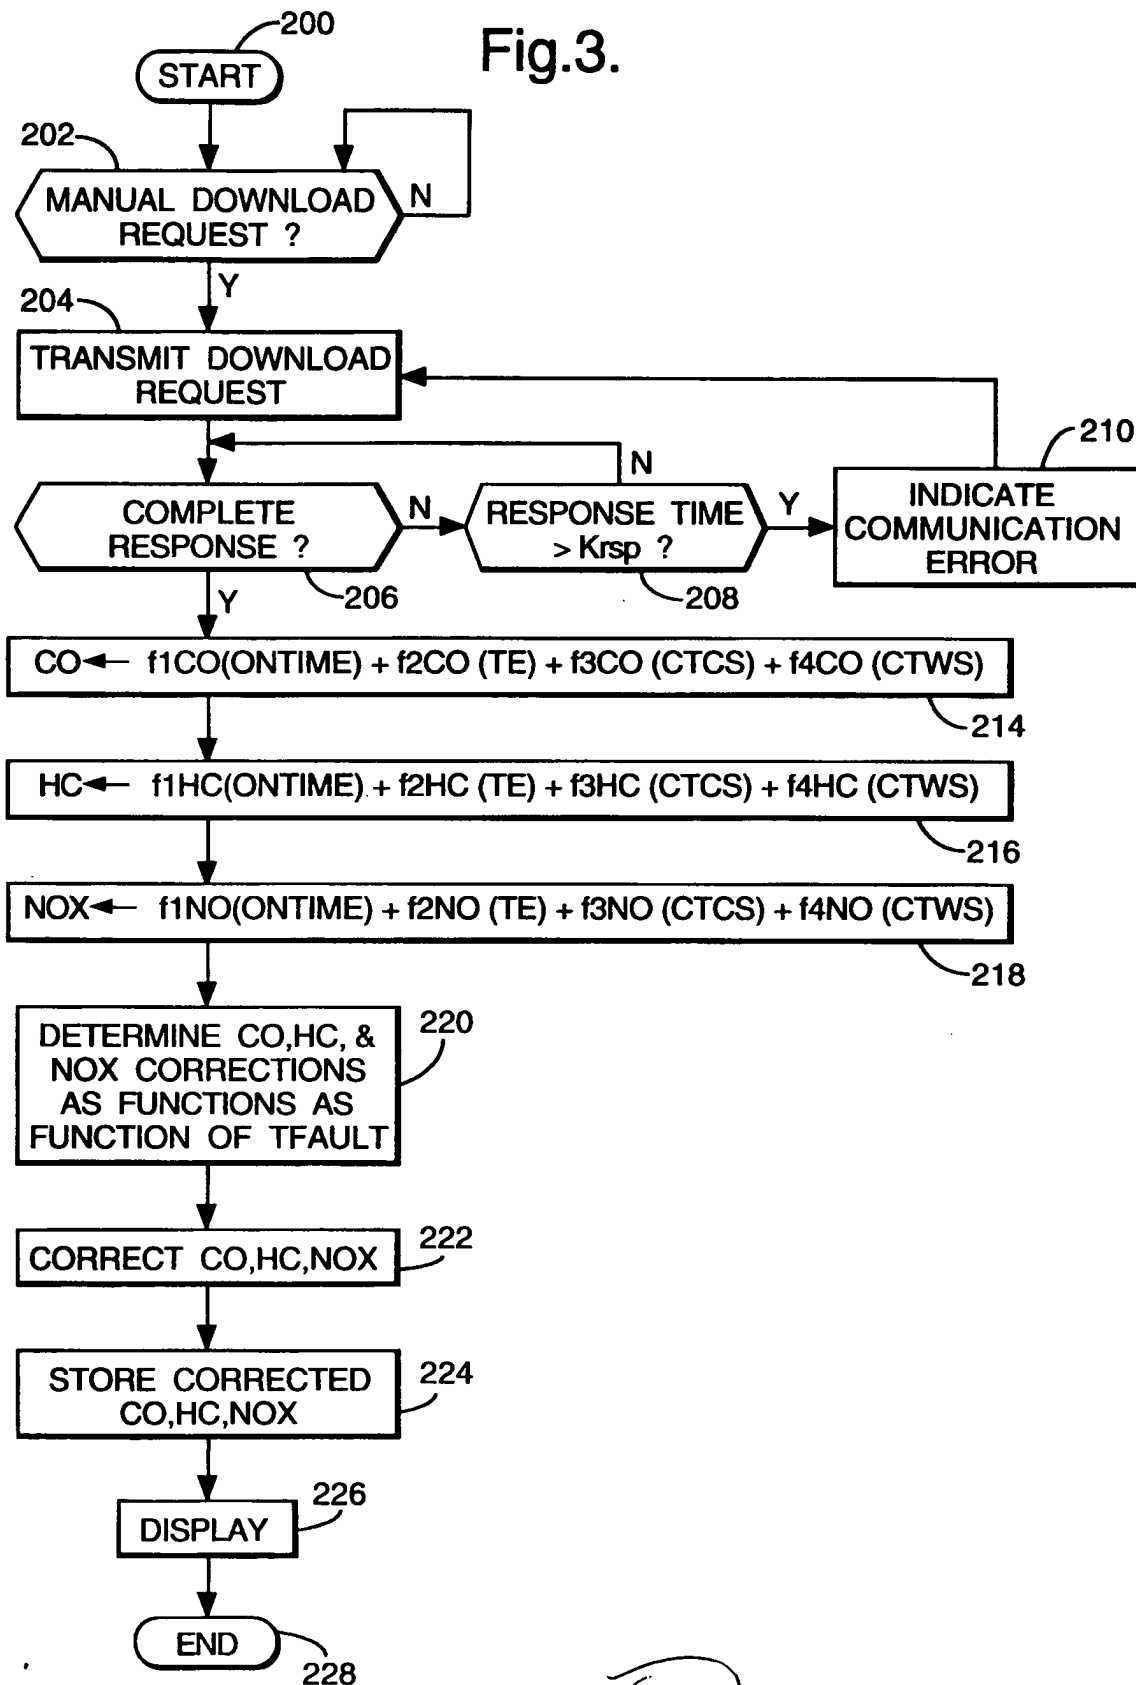 200
Fig.3.
START
202
MANUAL DOWNLOAD
REQUEST ?
N
Y
204
TRANSMIT DOWNLOAD
REQUEST
210
N
COMPLETE
RESPONSE ?
N
RESPONSE TIME
> Krsp ?
Y
INDICATE
COMMUNICATION
ERROR
206
208
Y
CO← f1CO(ONTIME) + f2CO (TE) + f3CO (CTCS) + f4CO (CTWS)
214
HC← f1HC(ONTIME) + f2HC (TE) + f3HC (CTCS) + f4HC (CTWS)
216
NOX← f1NO(ONTIME) + f2NO (TE) + f3NO (CTCS) + f4NO (CTWS)
218
DETERMINE CO,HC, &
NOX CORRECTIONS
AS FUNCTIONS AS
FUNCTION OF TFAULT
220
CORRECT CO,HC,NOX
222
STORE CORRECTED
CO,HC,NOX
224
226
DISPLAY
END
228